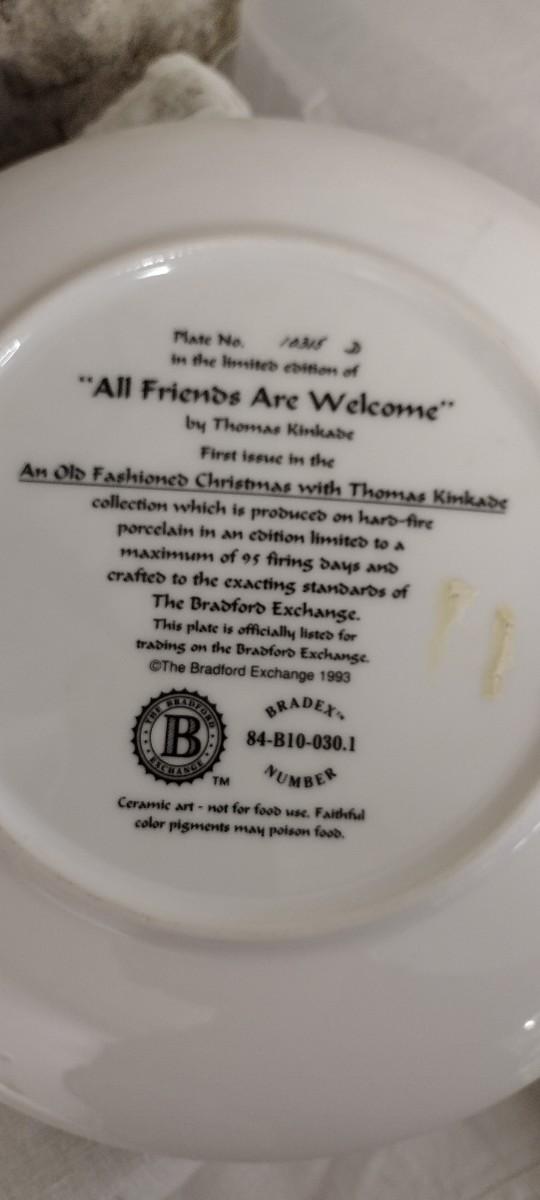 Plate No. 10315 D
in the limited edition of
"All Friends Are Welcome"
by Thomas Kinkade
First issue in the
An Old Fashioned Christmas with Thomas Kinkade
collection which is produced on hard-fire
porcelain in an edition limited to a
maximum of 95 firing days and
crafted to the exacting standards of
The Bradford Exchange.
This plate is officially listed for
trading on the Bradford Exchange.
©The Bradford Exchange 1993
THE BRADFORD
B
EXCHANGE
TM
BRADEX™
84-B10-030.1
NUMBER
Ceramic art - not for food use. Faithful
color pigments may poison food.